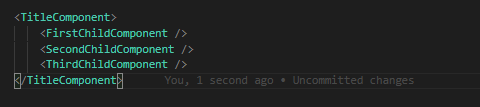 <TitleComponent>
    <FirstChildComponent />
    <SecondChildComponent />
    <ThirdChildComponent />
</TitleComponent>    You, 1 second ago • Uncommitted changes